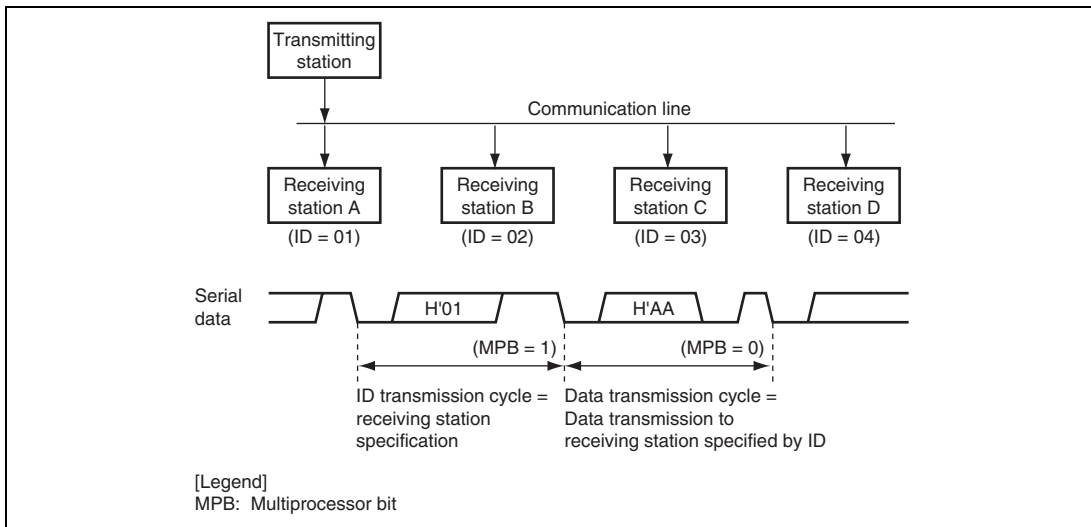 Transmitting
station
Communication line
Receiving
station A
(ID = 01)
Receiving
station B
(ID = 02)
Receiving
station C
(ID = 03)
Receiving
station D
(ID = 04)
Serial
data
H'01
H'AA
(MPB = 1)
(MPB = 0)
ID transmission cycle =
receiving station
specification
Data transmission cycle =
Data transmission to
receiving station specified by ID
[Legend]
MPB: Multiprocessor bit